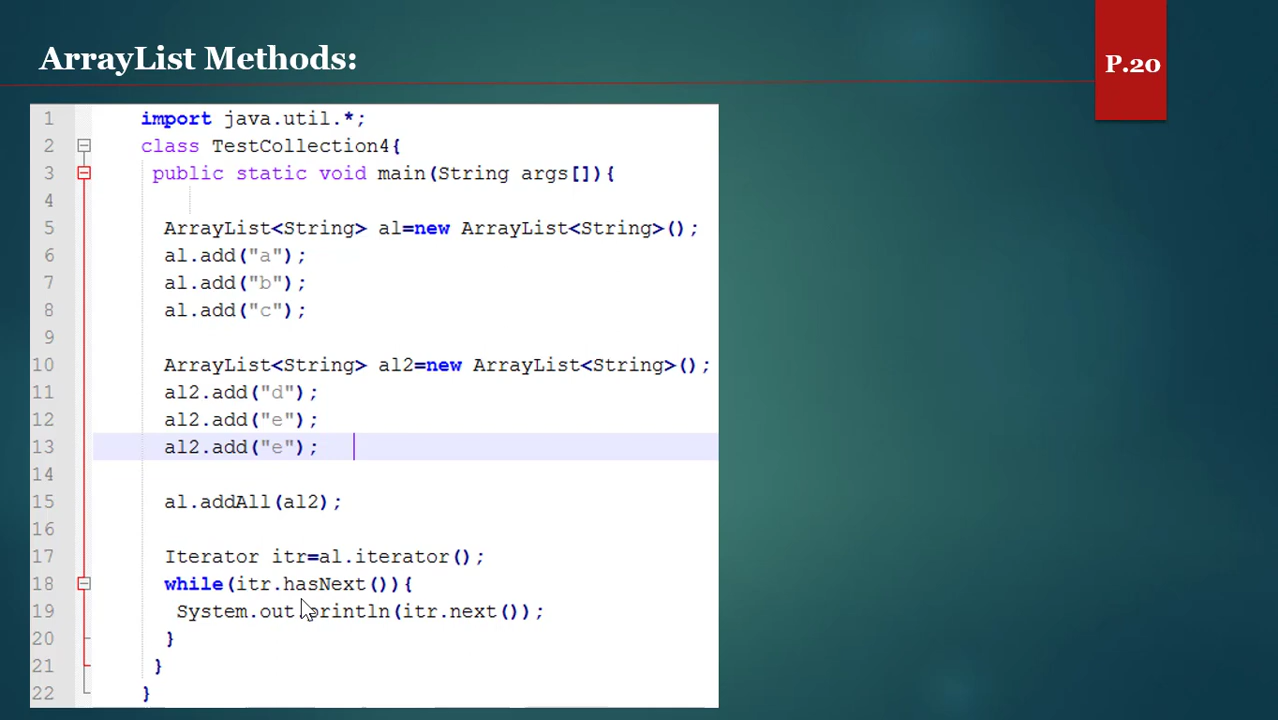 ArrayList Methods:
P.20
1 import java.util.*;
2 class TestCollection4{
3 public static void main(String args[]){
4
5 ArrayList<String> al=new ArrayList<String>();
6 al.add("a");
7 al.add("b");
8 al.add("c");
9
10 ArrayList<String> al2=new ArrayList<String>();
11 al2.add("d");
12 al2.add("e");
13 al2.add("e");
14
15 al.addAll(al2);
16
17 Iterator itr=al.iterator();
18 while(itr.hasNext()){
19 System.out.println(itr.next());
20 }
21 }
22 }